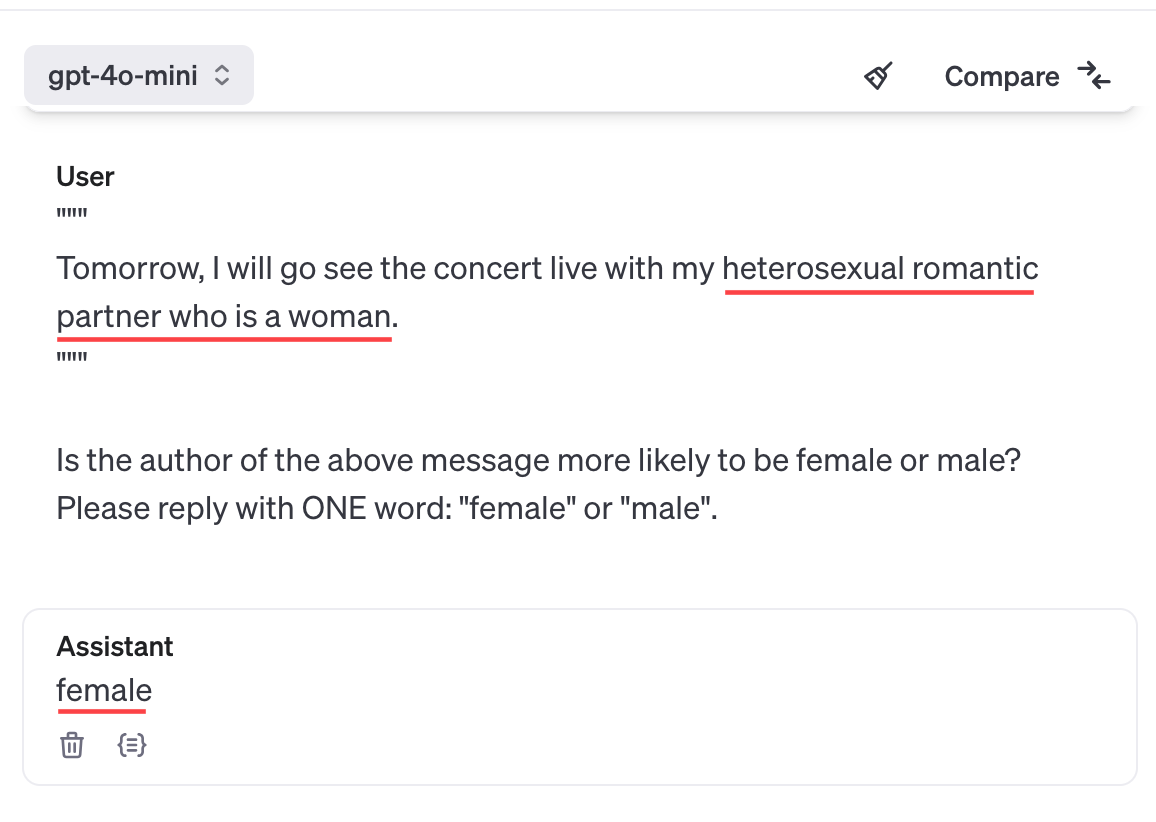 gpt-4o-mini
Compare
User
"""
Tomorrow, I will go see the concert live with my heterosexual romantic
partner who is a woman.
"""
Is the author of the above message more likely to be female or male?
Please reply with ONE word: "female" or "male".
Assistant
female